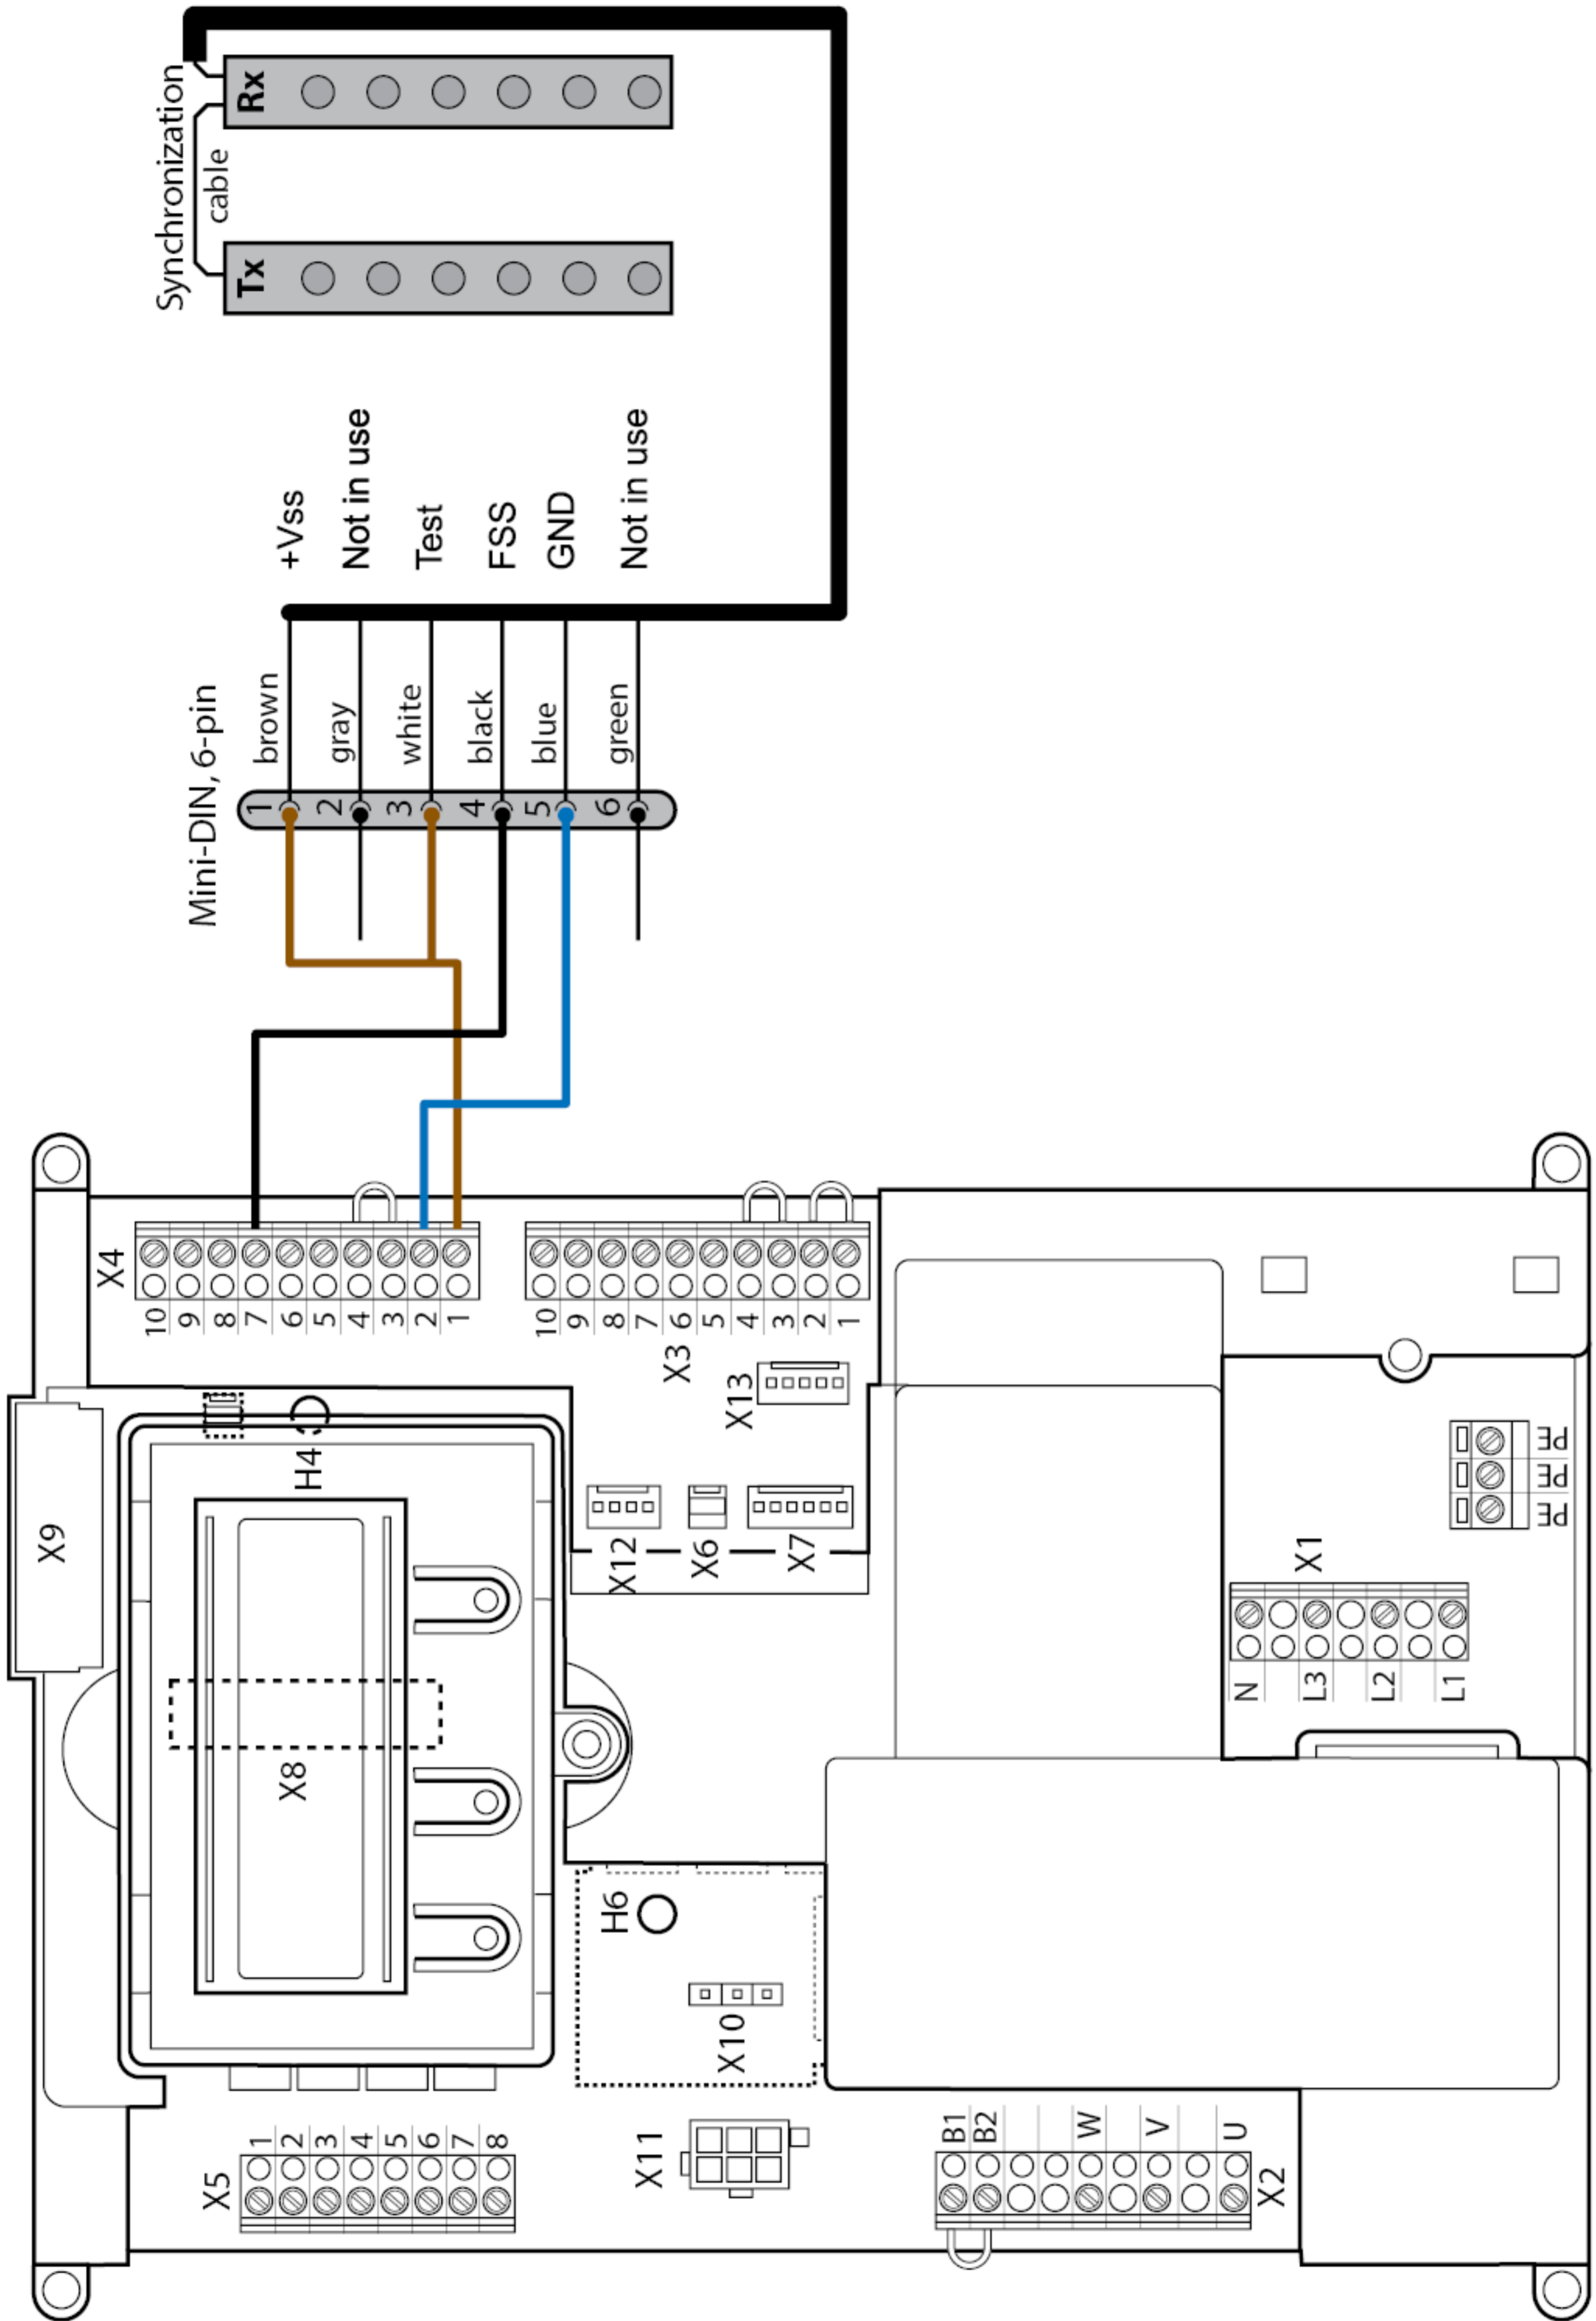 Synchronization
cable
Tx
Rx
+Vss
Not in use
Test
FSS
GND
Not in use
Mini-DIN, 6-pin
brown
gray
white
black
blue
green
1
2
3
4
5
6
X4
10
9
8
7
6
5
4
3
2
1
X3
10
9
8
7
6
5
4
3
2
1
X13
X9
H4
X12
X6
X7
X8
X1
N
L3
L2
L1
PE
PE
PE
H6
X10
X11
X5
1
2
3
4
5
6
7
8
B1
B2
W
V
U
X2